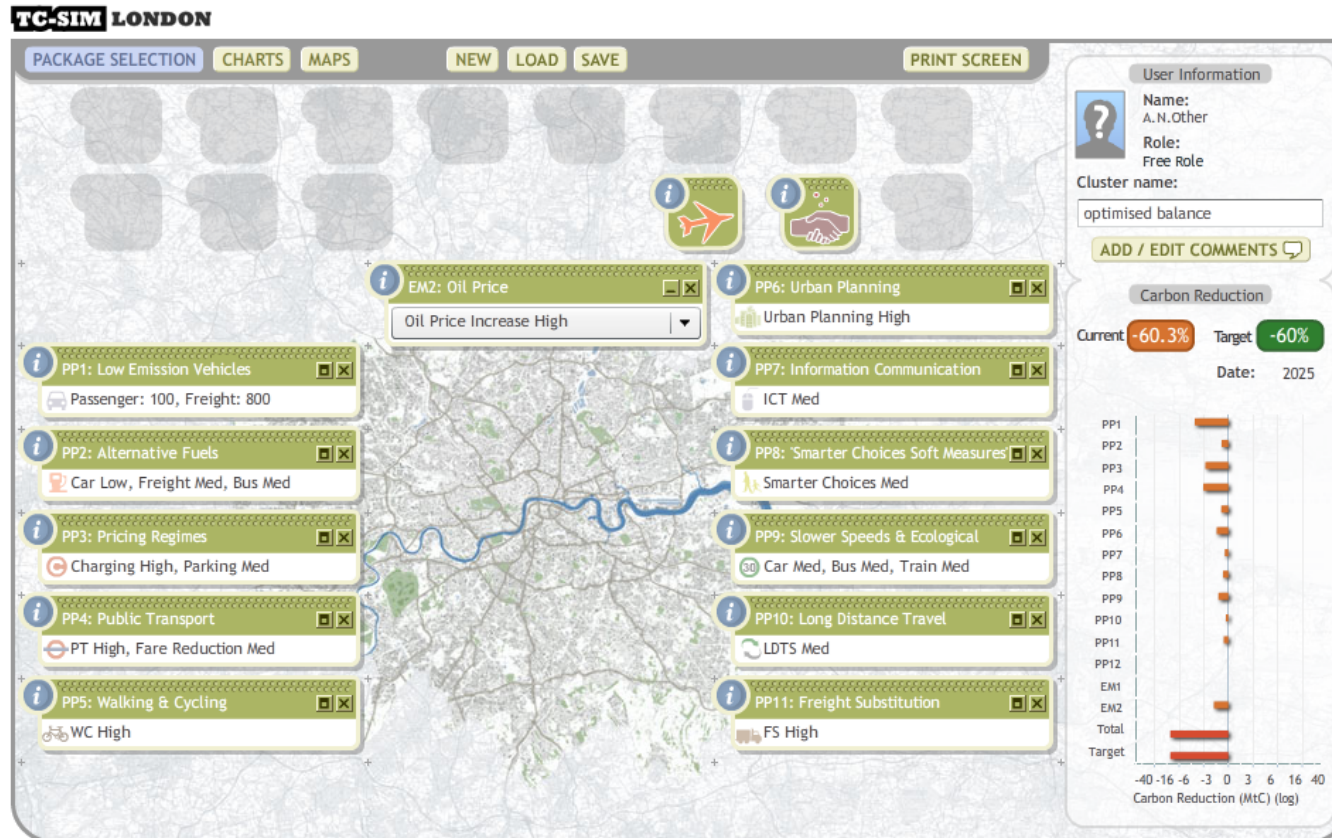 TC-SIM LONDON
PACKAGE SELECTION CHARTS MAPS NEW LOAD SAVE PRINT SCREEN
EM2: Oil Price
Oil Price Increase High
PP1: Low Emission Vehicles
Passenger: 100, Freight: 800
PP2: Alternative Fuels
Car Low, Freight Med, Bus Med
PP3: Pricing Regimes
Charging High, Parking Med
PP4: Public Transport
PT High, Fare Reduction Med
PP5: Walking & Cycling
WC High
PP6: Urban Planning
Urban Planning High
PP7: Information Communication
ICT Med
PP8: 'Smarter Choices Soft Measures'
Smarter Choices Med
PP9: Slower Speeds & Ecological
30 Car Med, Bus Med, Train Med
PP10: Long Distance Travel
LDTS Med
PP11: Freight Substitution
FS High
User Information
Name:
A.N.Other
Role:
Free Role
Cluster name:
optimised balance
ADD / EDIT COMMENTS
Carbon Reduction
Current -60.3% Target -60%
Date: 2025
PP1
PP2
PP3
PP4
PP5
PP6
PP7
PP8
PP9
PP10
PP11
PP12
EM1
EM2
Total
Target
-40 -16 -6 -3 0 3 6 16 40
Carbon Reduction (MtC) (log)